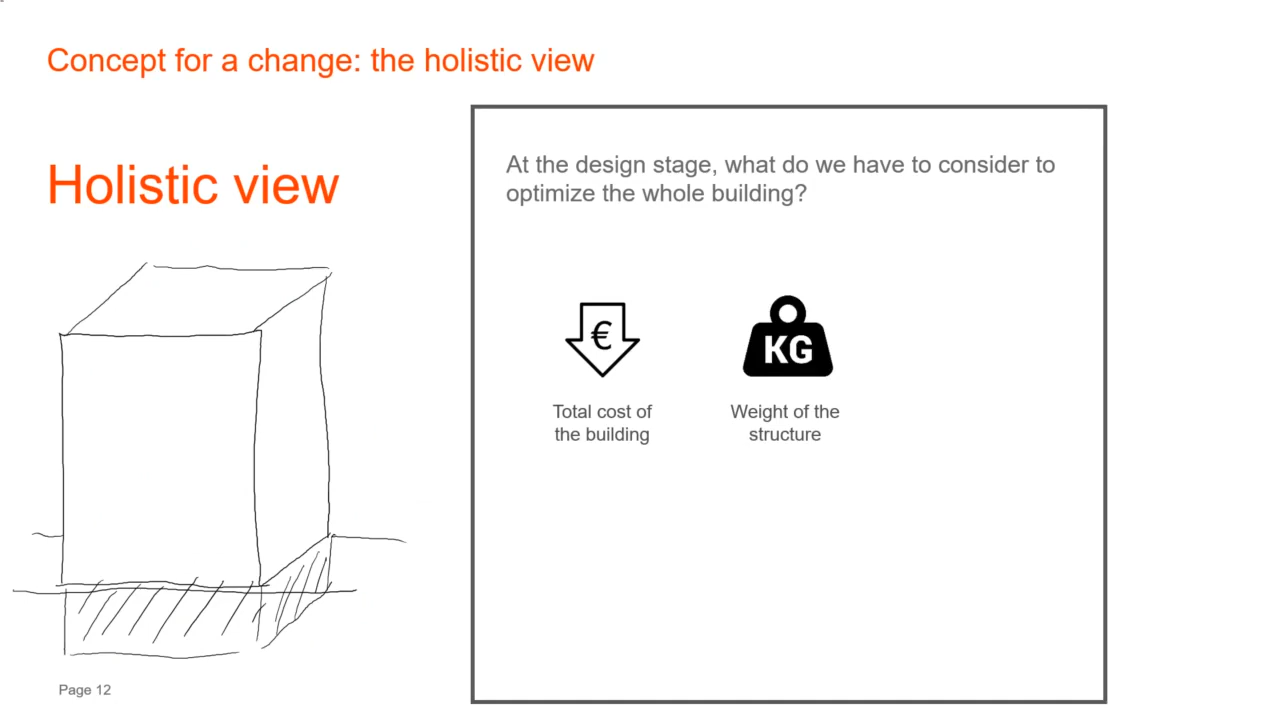 Concept for a change: the holistic view
Holistic view
At the design stage, what do we have to consider to
optimize the whole building?
€
KG
Total cost of
the building
Weight of the
structure
Page 12